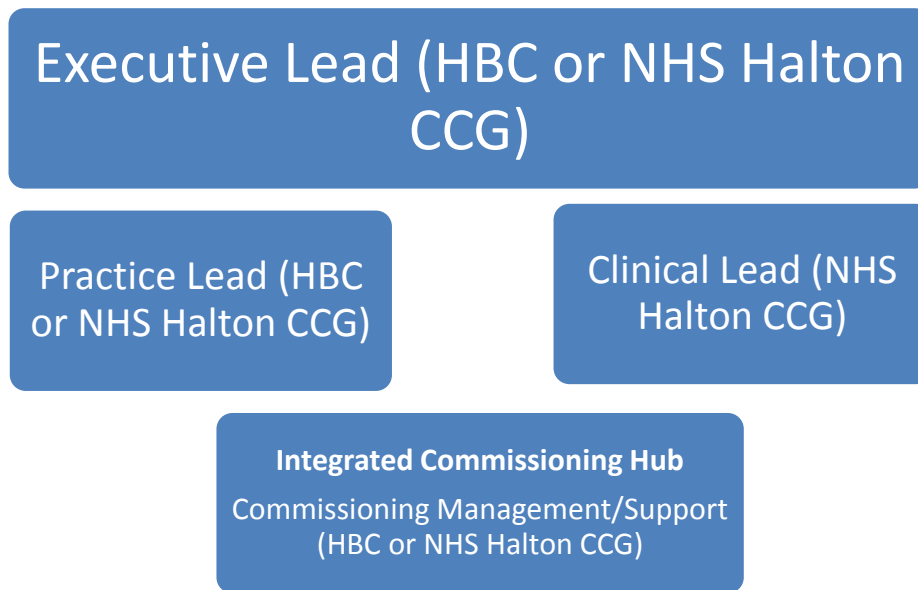 Executive Lead (HBC or NHS Halton
CCG)
Practice Lead (HBC
or NHS Halton CCG)
Clinical Lead (NHS
Halton CCG)
Integrated Commissioning Hub
Commissioning Management/Support
(HBC or NHS Halton CCG)